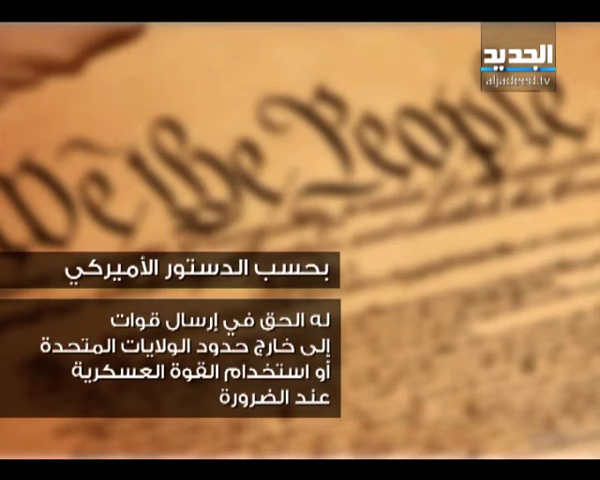 الجديد
aljadeed.tv
We the People
بحسب الدستور الأميركي
له الحق في إرسال قوات
إلى خارج حدود الولايات المتحدة
أو استخدام القوة العسكرية
عند الضرورة